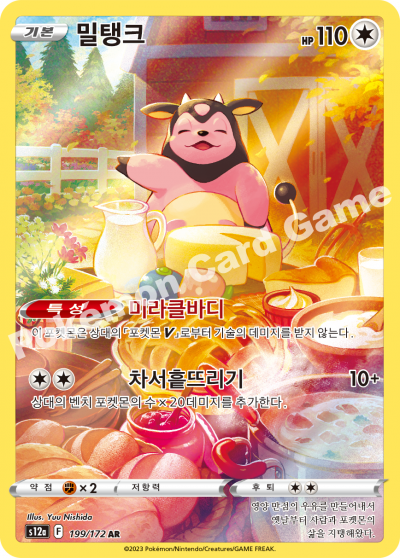 기본 밀탱크 HP 110
Pokémon Card Game
특성 미라클바디
이 포켓몬은 상대의 「포켓몬 V」로부터 기술의 데미지를 받지 않는다.
차서흩뜨리기 10+
상대의 벤치 포켓몬의 수 × 20데미지를 추가한다.
약점 ×2 저항력 후퇴
Illus. Yuu Nishida
s12a F 199/172 AR
영양 만점의 우유를 만들어내서
옛날부터 사람과 포켓몬의
삶을 지탱해왔다.
©2023 Pokémon/Nintendo/Creatures/GAME FREAK.